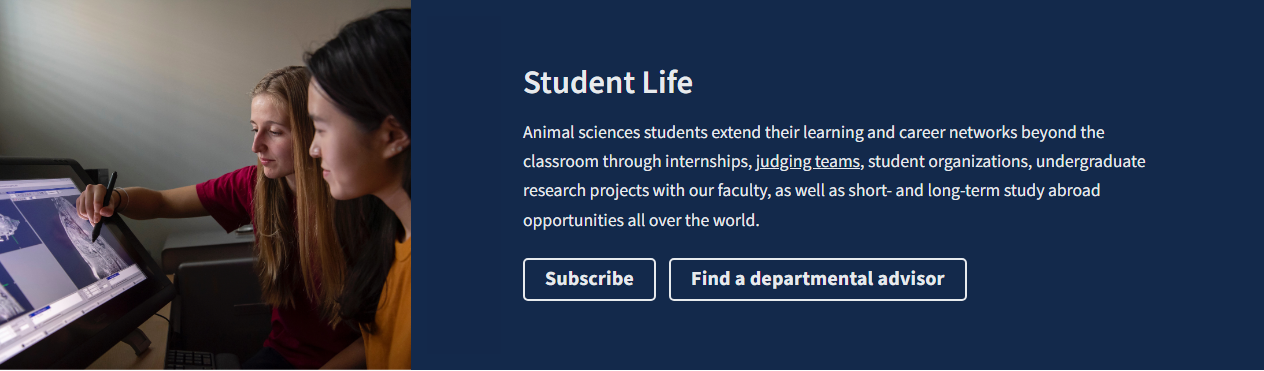 Student Life
Animal sciences students extend their learning and career networks beyond the
classroom through internships, judging teams, student organizations, undergraduate
research projects with our faculty, as well as short- and long-term study abroad
opportunities all over the world.
Subscribe
Find a departmental advisor